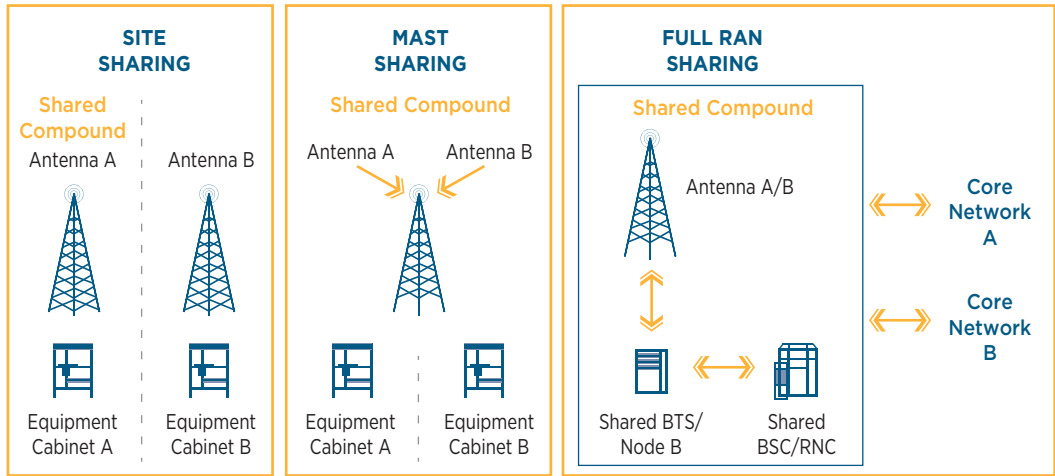 SITE
SHARING
Shared
Compound
Antenna A
Antenna B
Equipment
Cabinet A
Equipment
Cabinet B
MAST
SHARING
Shared Compound
Antenna A
Antenna B
Equipment
Cabinet A
Equipment
Cabinet B
FULL RAN
SHARING
Shared Compound
Antenna A/B
Shared BTS/
Node B
Shared
BSC/RNC
Core
Network
A
Core
Network
B